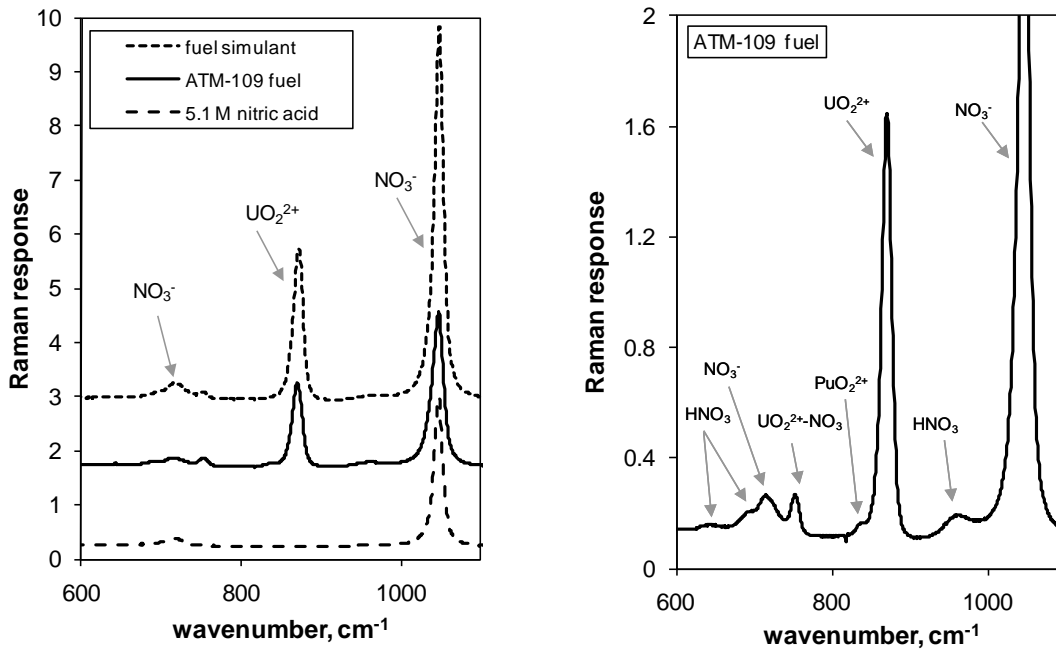 10
9
8
7
6
5
4
3
2
1
0
Raman response
fuel simulant
ATM-109 fuel
5.1 M nitric acid
NO₃⁻
UO₂²⁺
NO₃⁻
600 800 1000
wavenumber, cm⁻¹
2
1.6
1.2
0.8
0.4
0
Raman response
ATM-109 fuel
UO₂²⁺
NO₃⁻
NO₃⁻
PuO₂²⁺
HNO₃
UO₂²⁺-NO₃
HNO₃
600 800 1000
wavenumber, cm⁻¹